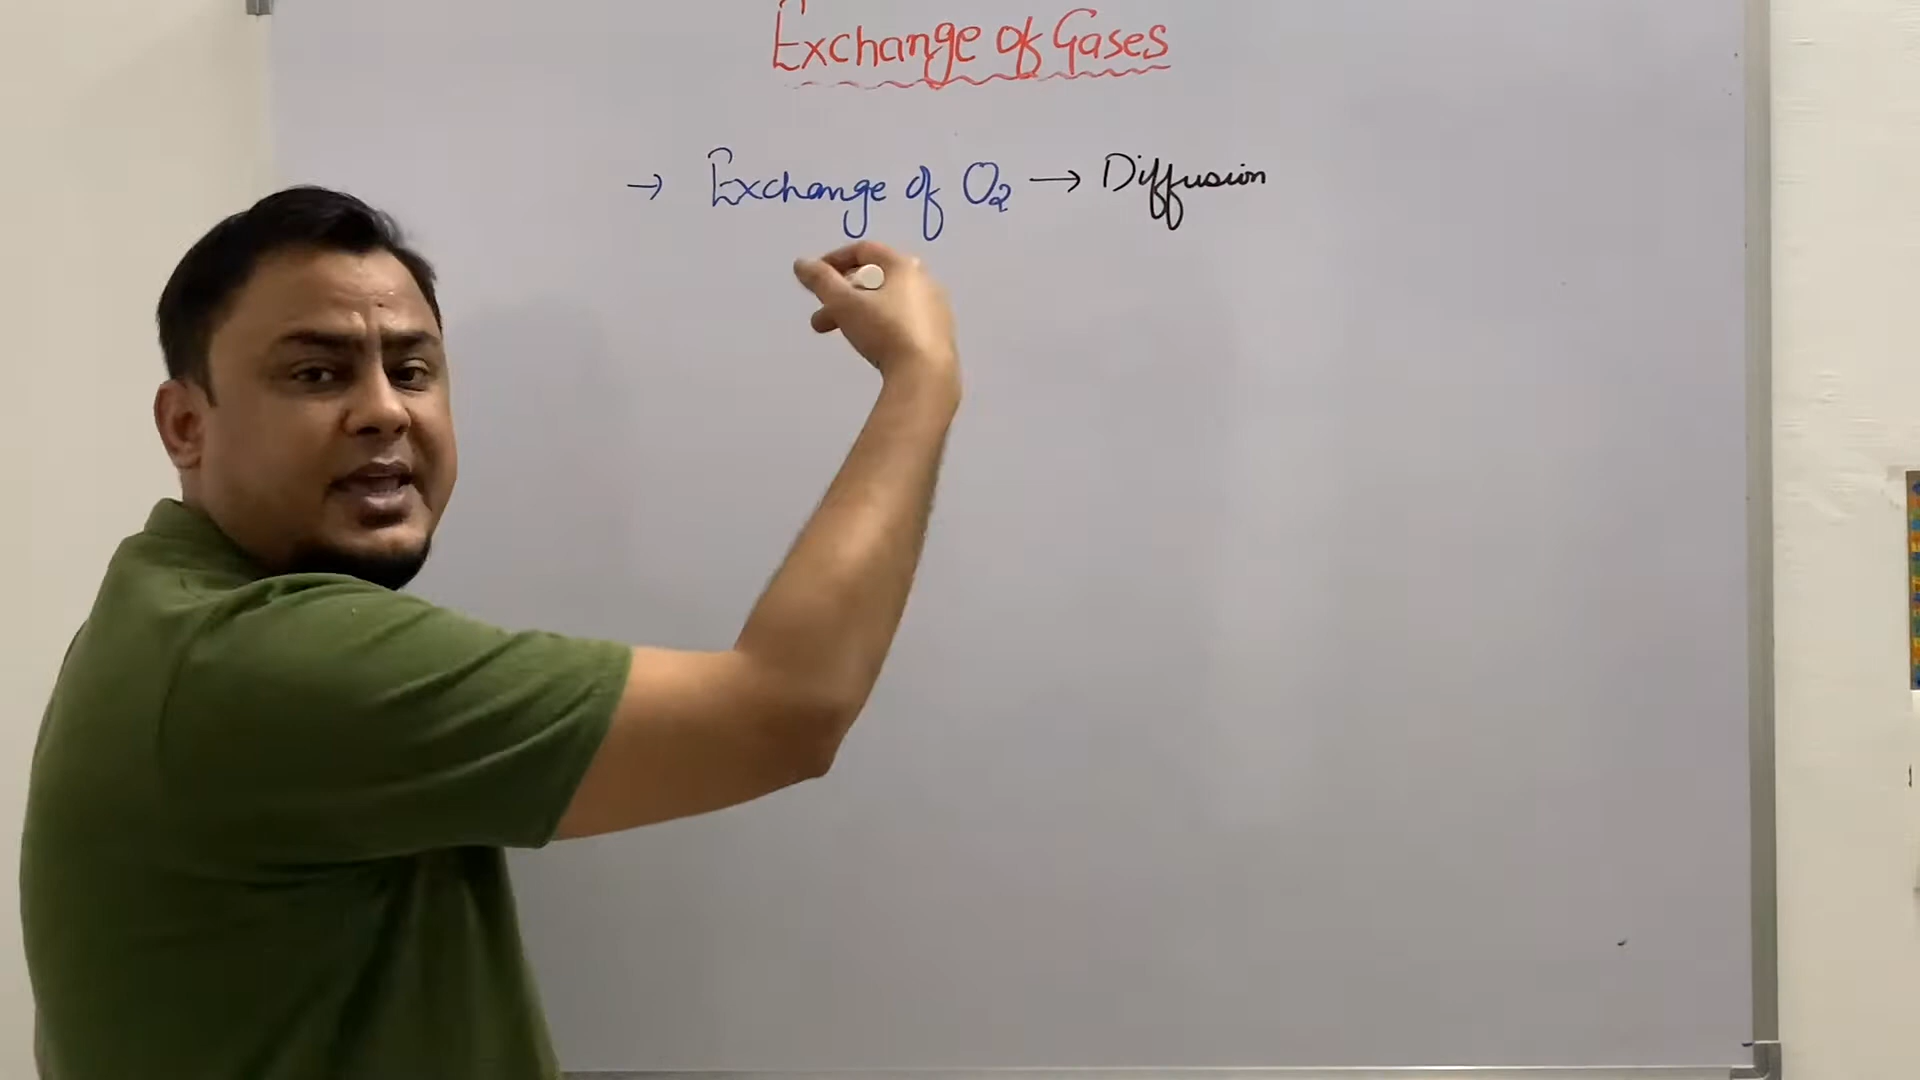 Exchange of Gases
→ Exchange of O₂ → Diffusion